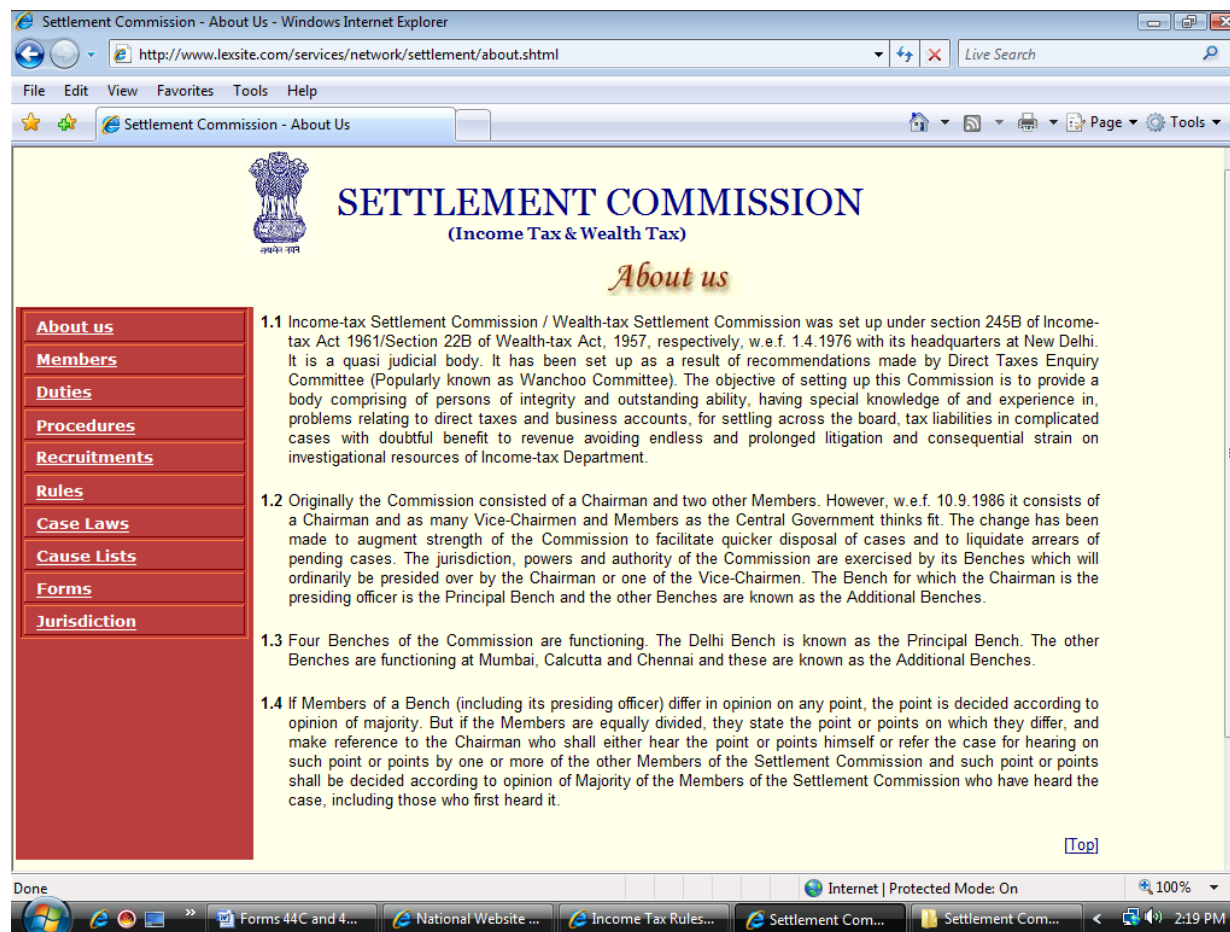 Settlement Commission - About Us - Windows Internet Explorer
http://www.lexsite.com/services/network/settlement/about.shtml
Live Search
File Edit View Favorites Tools Help
Settlement Commission - About Us
Page Tools
SETTLEMENT COMMISSION
(Income Tax & Wealth Tax)
सत्यमेव जयते
About us
About us
Members
Duties
Procedures
Recruitments
Rules
Case Laws
Cause Lists
Forms
Jurisdiction
1.1 Income-tax Settlement Commission / Wealth-tax Settlement Commission was set up under section 245B of Income-
tax Act 1961/Section 22B of Wealth-tax Act, 1957, respectively, w.e.f. 1.4.1976 with its headquarters at New Delhi.
It is a quasi judicial body. It has been set up as a result of recommendations made by Direct Taxes Enquiry
Committee (Popularly known as Wanchoo Committee). The objective of setting up this Commission is to provide a
body comprising of persons of integrity and outstanding ability, having special knowledge of and experience in,
problems relating to direct taxes and business accounts, for settling across the board, tax liabilities in complicated
cases with doubtful benefit to revenue avoiding endless and prolonged litigation and consequential strain on
investigational resources of Income-tax Department.
1.2 Originally the Commission consisted of a Chairman and two other Members. However, w.e.f. 10.9.1986 it consists of
a Chairman and as many Vice-Chairmen and Members as the Central Government thinks fit. The change has been
made to augment strength of the Commission to facilitate quicker disposal of cases and to liquidate arrears of
pending cases. The jurisdiction, powers and authority of the Commission are exercised by its Benches which will
ordinarily be presided over by the Chairman or one of the Vice-Chairmen. The Bench for which the Chairman is the
presiding officer is the Principal Bench and the other Benches are known as the Additional Benches.
1.3 Four Benches of the Commission are functioning. The Delhi Bench is known as the Principal Bench. The other
Benches are functioning at Mumbai, Calcutta and Chennai and these are known as the Additional Benches.
1.4 If Members of a Bench (including its presiding officer) differ in opinion on any point, the point is decided according to
opinion of majority. But if the Members are equally divided, they state the point or points on which they differ, and
make reference to the Chairman who shall either hear the point or points himself or refer the case for hearing on
such point or points by one or more of the other Members of the Settlement Commission and such point or points
shall be decided according to opinion of Majority of the Members of the Settlement Commission who have heard the
case, including those who first heard it.
[Top]
Done
Internet | Protected Mode: On
100%
Forms 44C and 4...
National Website ...
Income Tax Rules...
Settlement Com...
Settlement Com...
2:19 PM